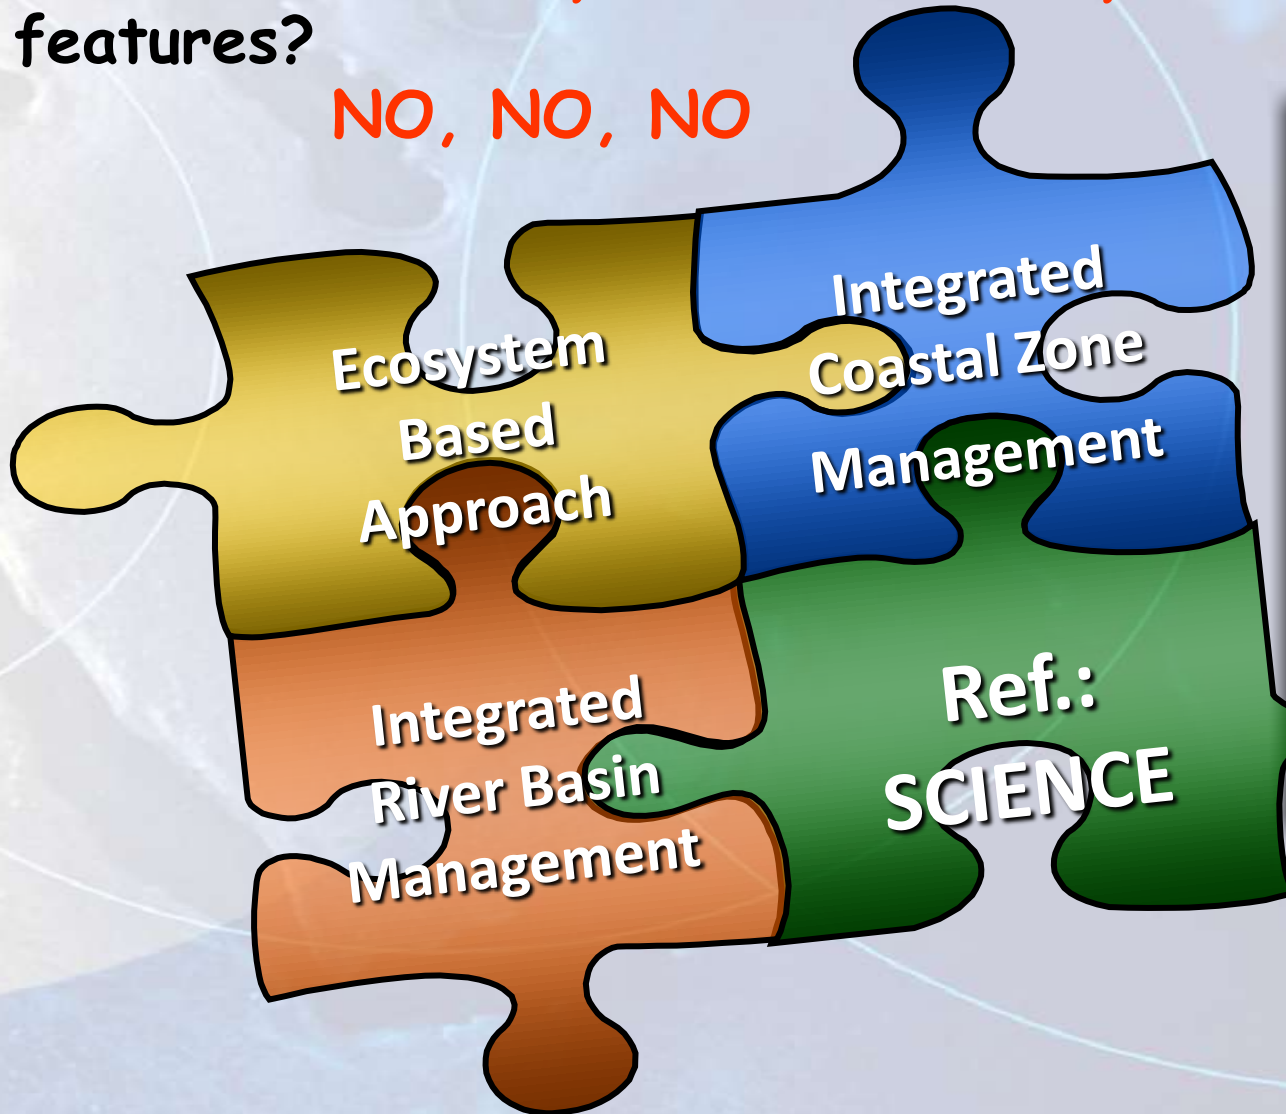 features?
NO, NO, NO
Ecosystem
Based
Approach
Integrated
Coastal Zone
Management
Integrated
River Basin
Management
Ref.:
SCIENCE